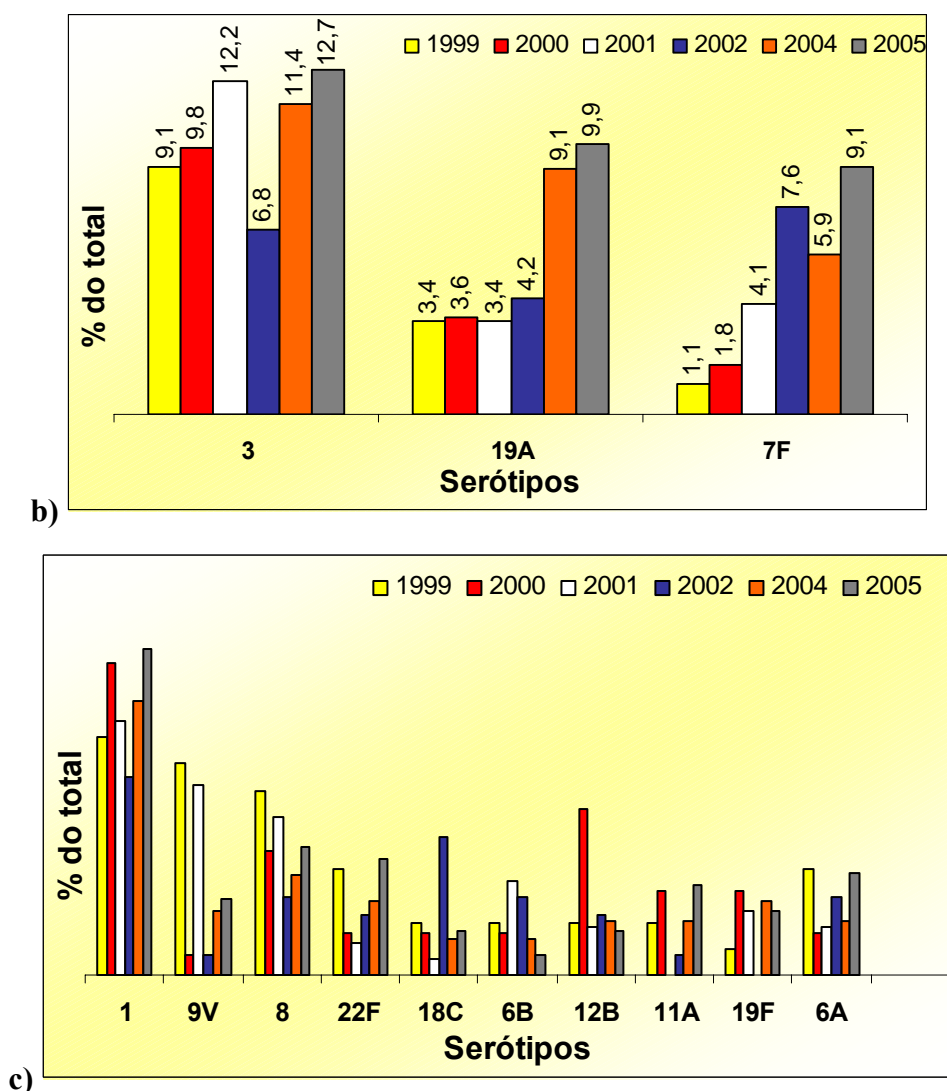 1999 2000 2001 2002 2004 2005
9,1 9,8 12,2 6,8 11,4 12,7
3,4 3,6 3,4 4,2 9,1 9,9
1,1 1,8 4,1 7,6 5,9 9,1
% do total
3 19A 7F
Serótipos
b)
1999 2000 2001 2002 2004 2005
% do total
1 9V 8 22F 18C 6B 12B 11A 19F 6A
Serótipos
c)